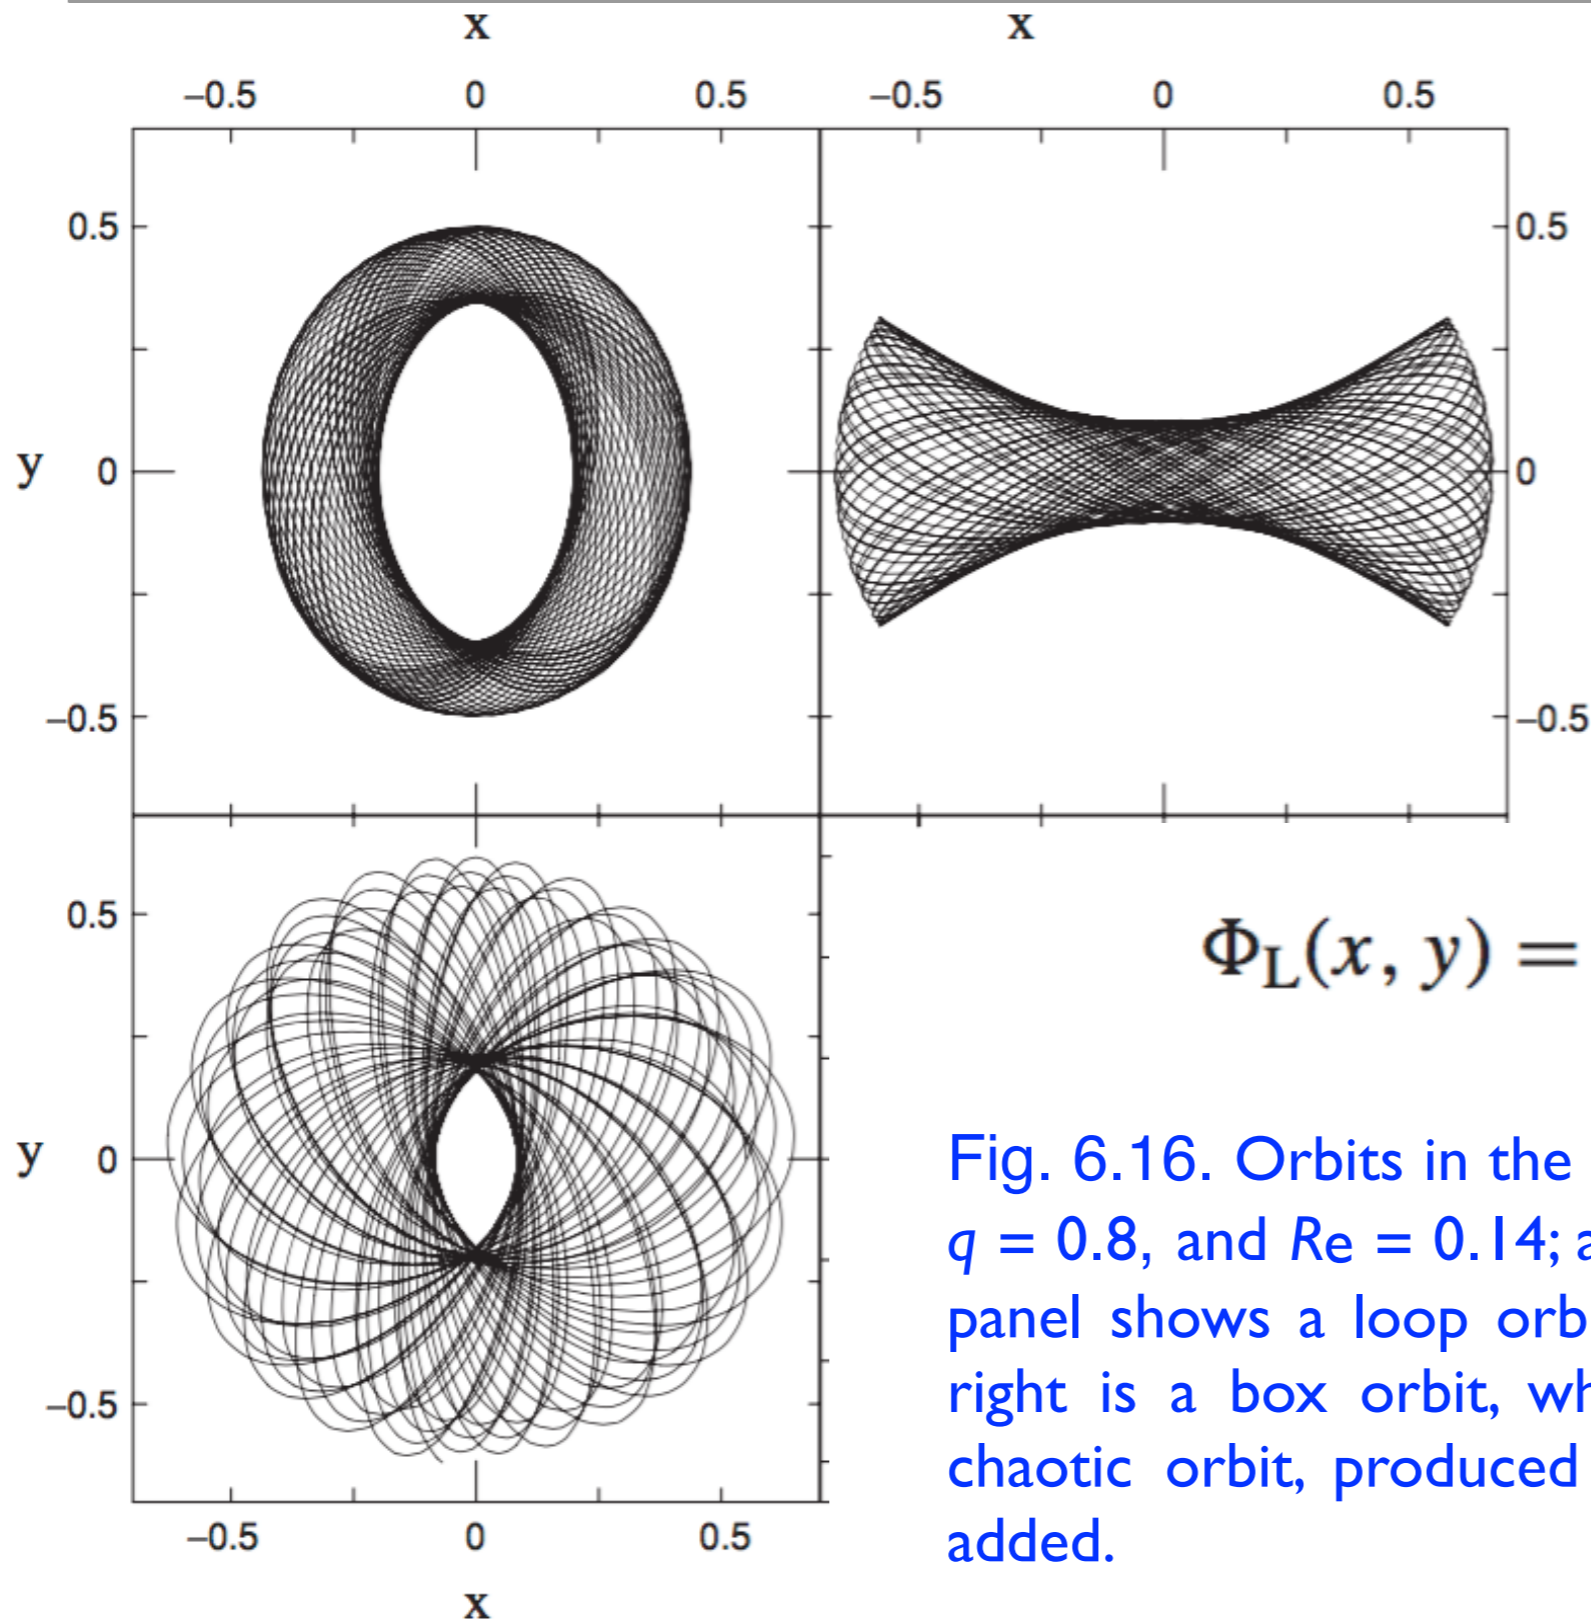 x x
−0.5 0 0.5 −0.5 0 0.5
0.5 0.5
y 0 0
−0.5 −0.5
0.5
Φ_L(x, y) =
y 0
−0.5
−0.5 0 0.5
x
Fig. 6.16. Orbits in the
q = 0.8, and Re = 0.14; a
panel shows a loop orb
right is a box orbit, wh
chaotic orbit, produced
added.